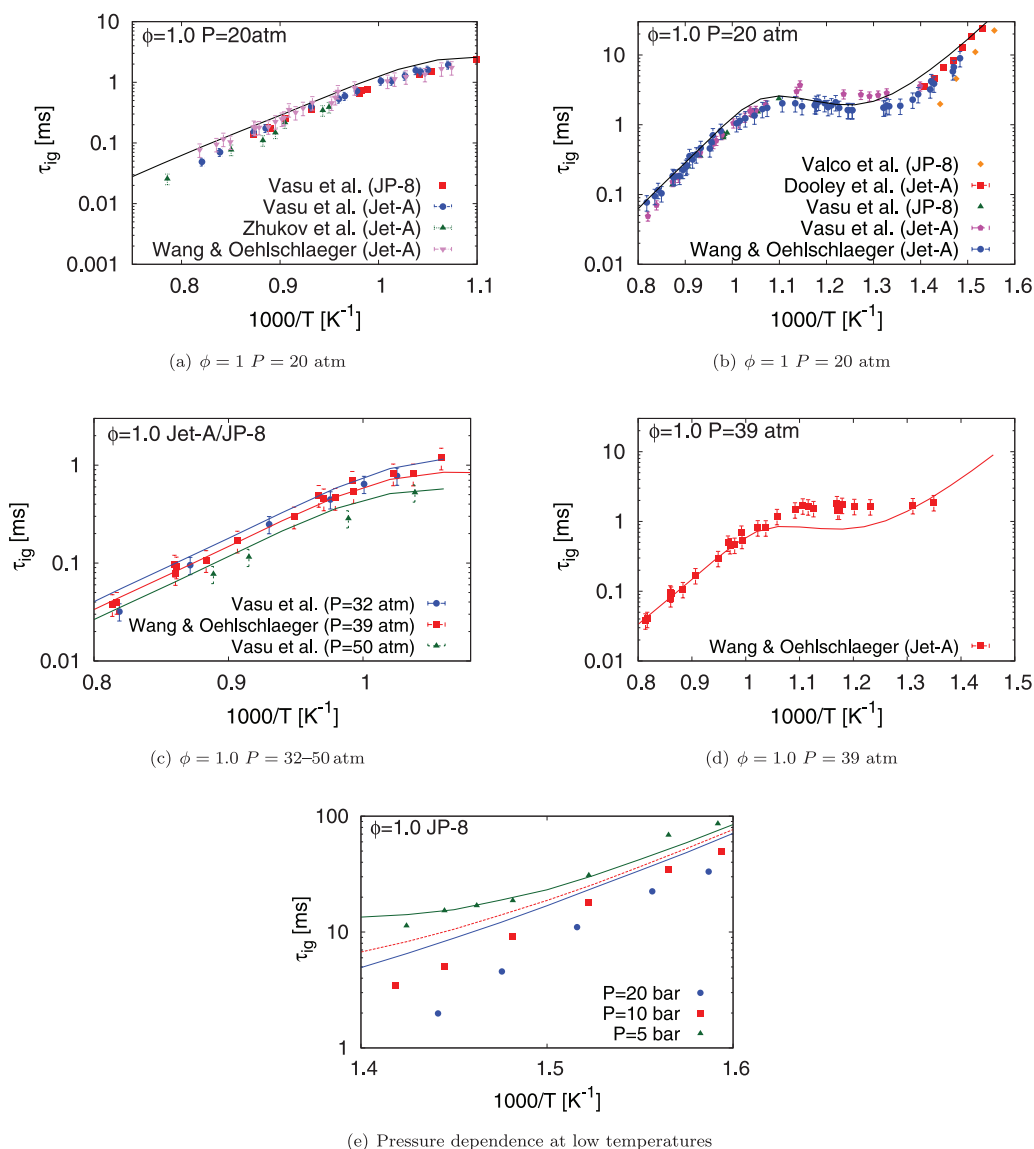 ϕ=1.0 P=20atm
τig [ms]
10
1
0.1
0.01
0.001
Vasu et al. (JP-8)
Vasu et al. (Jet-A)
Zhukov et al. (Jet-A)
Wang & Oehlschlaeger (Jet-A)
0.8 0.9 1 1.1
1000/T [K⁻¹]
(a) ϕ = 1 P = 20 atm
ϕ=1.0 P=20 atm
τig [ms]
10
1
0.1
0.01
Valco et al. (JP-8)
Dooley et al. (Jet-A)
Vasu et al. (JP-8)
Vasu et al. (Jet-A)
Wang & Oehlschlaeger (Jet-A)
0.8 0.9 1 1.1 1.2 1.3 1.4 1.5 1.6
1000/T [K⁻¹]
(b) ϕ = 1 P = 20 atm
ϕ=1.0 Jet-A/JP-8
τig [ms]
1
0.1
0.01
Vasu et al. (P=32 atm)
Wang & Oehlschlaeger (P=39 atm)
Vasu et al. (P=50 atm)
0.8 0.9 1
1000/T [K⁻¹]
(c) ϕ = 1.0 P = 32–50 atm
ϕ=1.0 P=39 atm
τig [ms]
10
1
0.1
0.01
Wang & Oehlschlaeger (Jet-A)
0.8 0.9 1 1.1 1.2 1.3 1.4 1.5
1000/T [K⁻¹]
(d) ϕ = 1.0 P = 39 atm
ϕ=1.0 JP-8
τig [ms]
100
10
1
P=20 bar
P=10 bar
P=5 bar
1.4 1.5 1.6
1000/T [K⁻¹]
(e) Pressure dependence at low temperatures